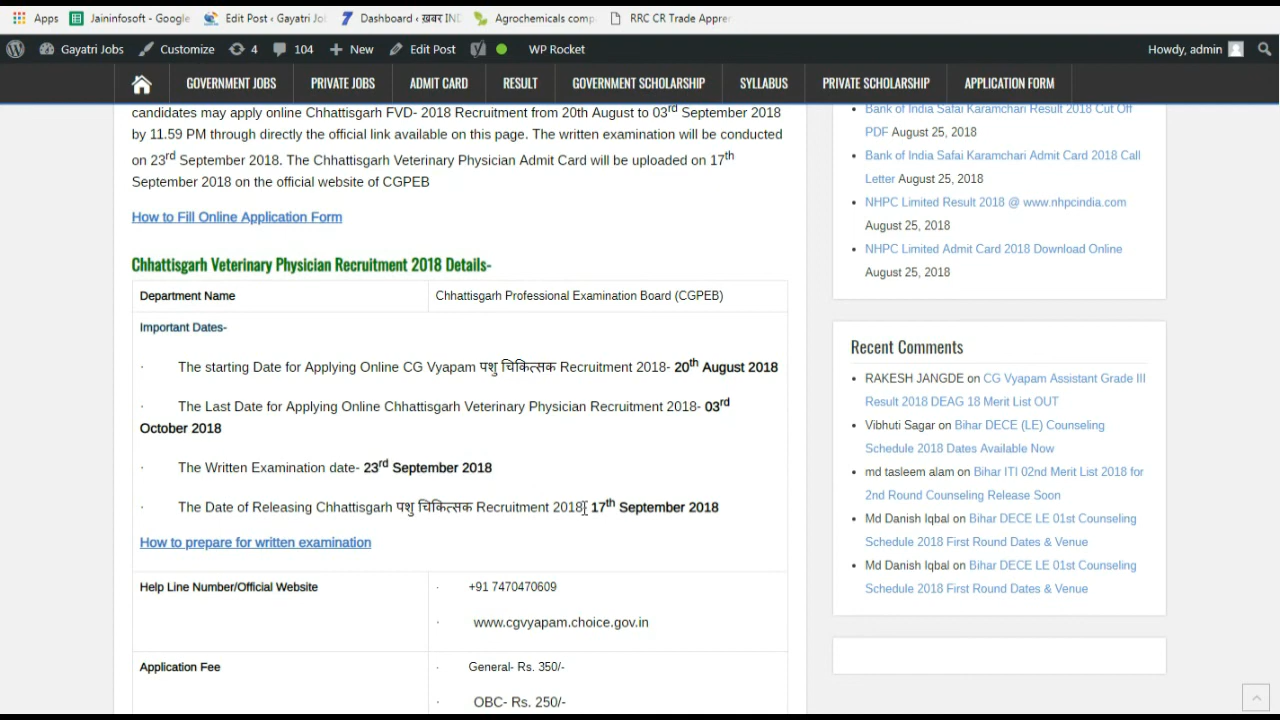 Apps Jaininfosoft - Google Edit Post ‹ Gayatri Jo Dashboard ‹ ख़बर IND Agrochemicals comp RRC CR Trade Appren
Gayatri Jobs Customize 4 104 New Edit Post WP Rocket Howdy, admin
GOVERNMENT JOBS PRIVATE JOBS ADMIT CARD RESULT GOVERNMENT SCHOLARSHIP SYLLABUS PRIVATE SCHOLARSHIP APPLICATION FORM
candidates may apply online Chhattisgarh FVD- 2018 Recruitment from 20th August to 03rd September 2018
by 11.59 PM through directly the official link available on this page. The written examination will be conducted
on 23rd September 2018. The Chhattisgarh Veterinary Physician Admit Card will be uploaded on 17th
September 2018 on the official website of CGPEB
How to Fill Online Application Form
Chhattisgarh Veterinary Physician Recruitment 2018 Details-
Department Name Chhattisgarh Professional Examination Board (CGPEB)
Important Dates-
· The starting Date for Applying Online CG Vyapam पशु चिकित्सक Recruitment 2018- 20th August 2018
· The Last Date for Applying Online Chhattisgarh Veterinary Physician Recruitment 2018- 03rd
October 2018
· The Written Examination date- 23rd September 2018
· The Date of Releasing Chhattisgarh पशु चिकित्सक Recruitment 2018- 17th September 2018
How to prepare for written examination
Help Line Number/Official Website · +91 7470470609
· www.cgvyapam.choice.gov.in
Application Fee · General- Rs. 350/-
· OBC- Rs. 250/-
Bank of India Safai Karamchari Result 2018 Cut Off
PDF August 25, 2018
Bank of India Safai Karamchari Admit Card 2018 Call
Letter August 25, 2018
NHPC Limited Result 2018 @ www.nhpcindia.com
August 25, 2018
NHPC Limited Admit Card 2018 Download Online
August 25, 2018
Recent Comments
RAKESH JANGDE on CG Vyapam Assistant Grade III
Result 2018 DEAG 18 Merit List OUT
Vibhuti Sagar on Bihar DECE (LE) Counseling
Schedule 2018 Dates Available Now
md tasleem alam on Bihar ITI 02nd Merit List 2018 for
2nd Round Counseling Release Soon
Md Danish Iqbal on Bihar DECE LE 01st Counseling
Schedule 2018 First Round Dates & Venue
Md Danish Iqbal on Bihar DECE LE 01st Counseling
Schedule 2018 First Round Dates & Venue